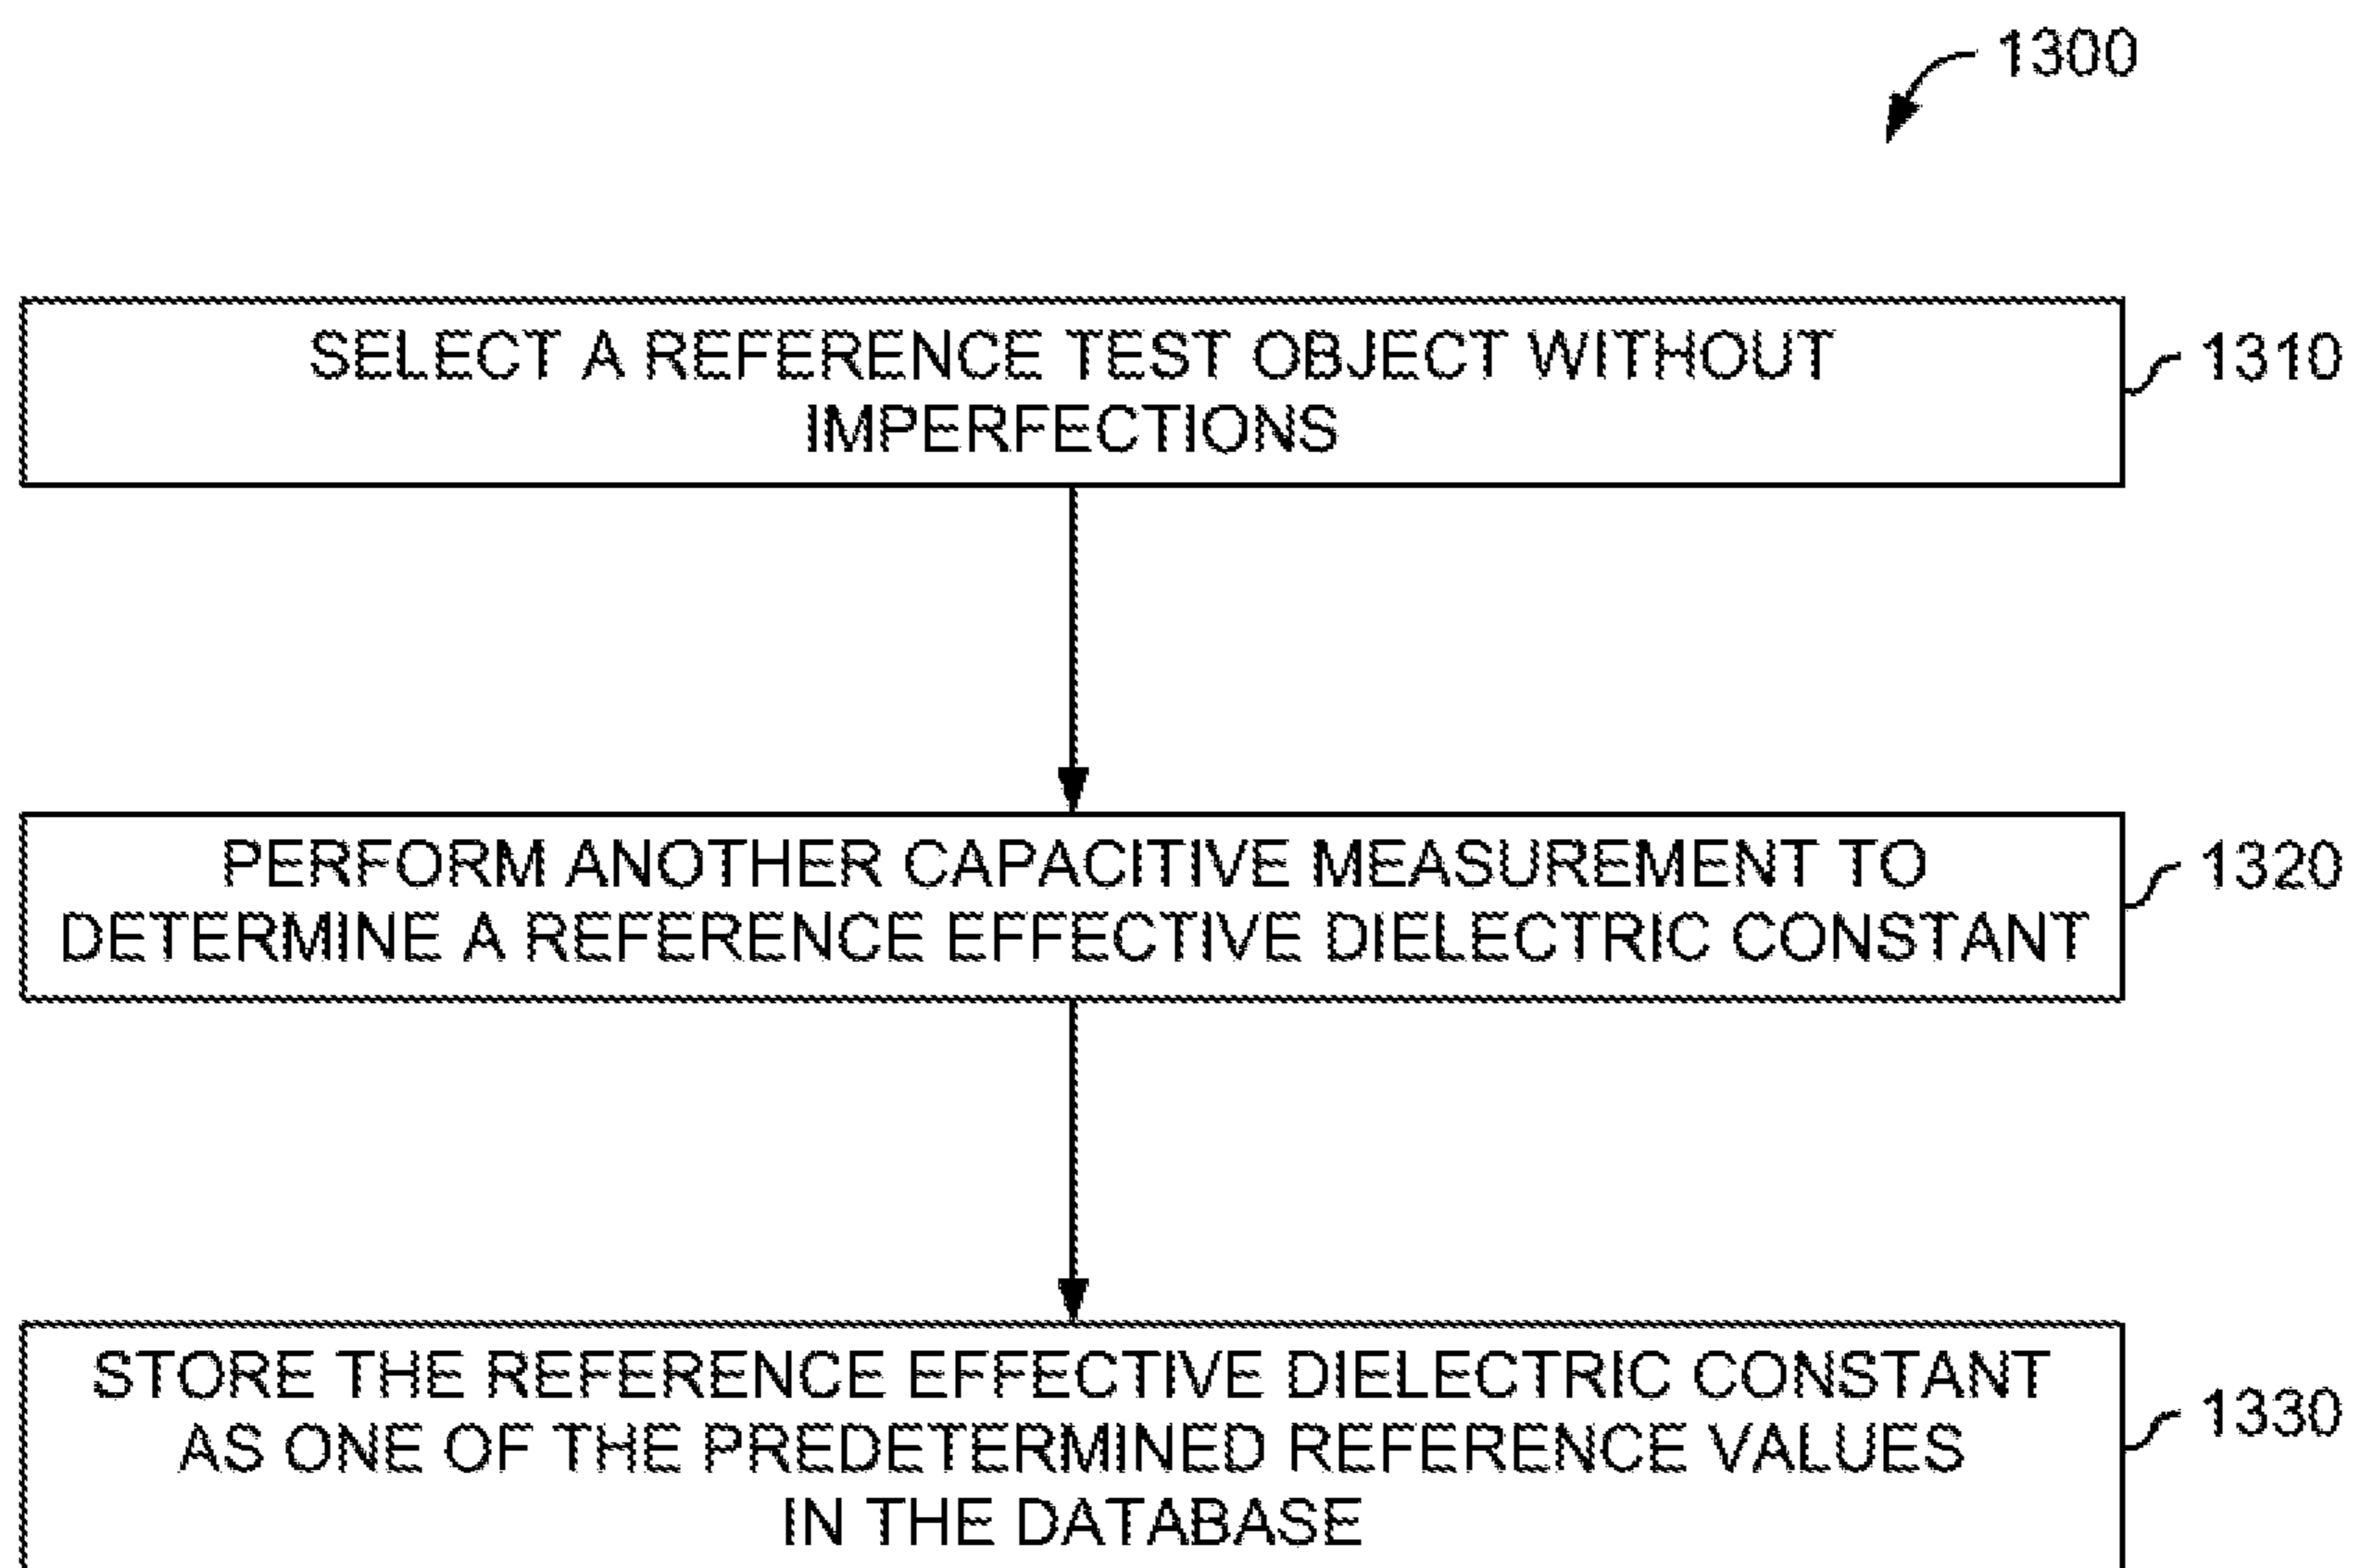 1300
SELECT A REFERENCE TEST OBJECT WITHOUT
IMPERFECTIONS
1310
PERFORM ANOTHER CAPACITIVE MEASUREMENT TO
DETERMINE A REFERENCE EFFECTIVE DIELECTRIC CONSTANT
1320
STORE THE REFERENCE EFFECTIVE DIELECTRIC CONSTANT
AS ONE OF THE PREDETERMINED REFERENCE VALUES
IN THE DATABASE
1330